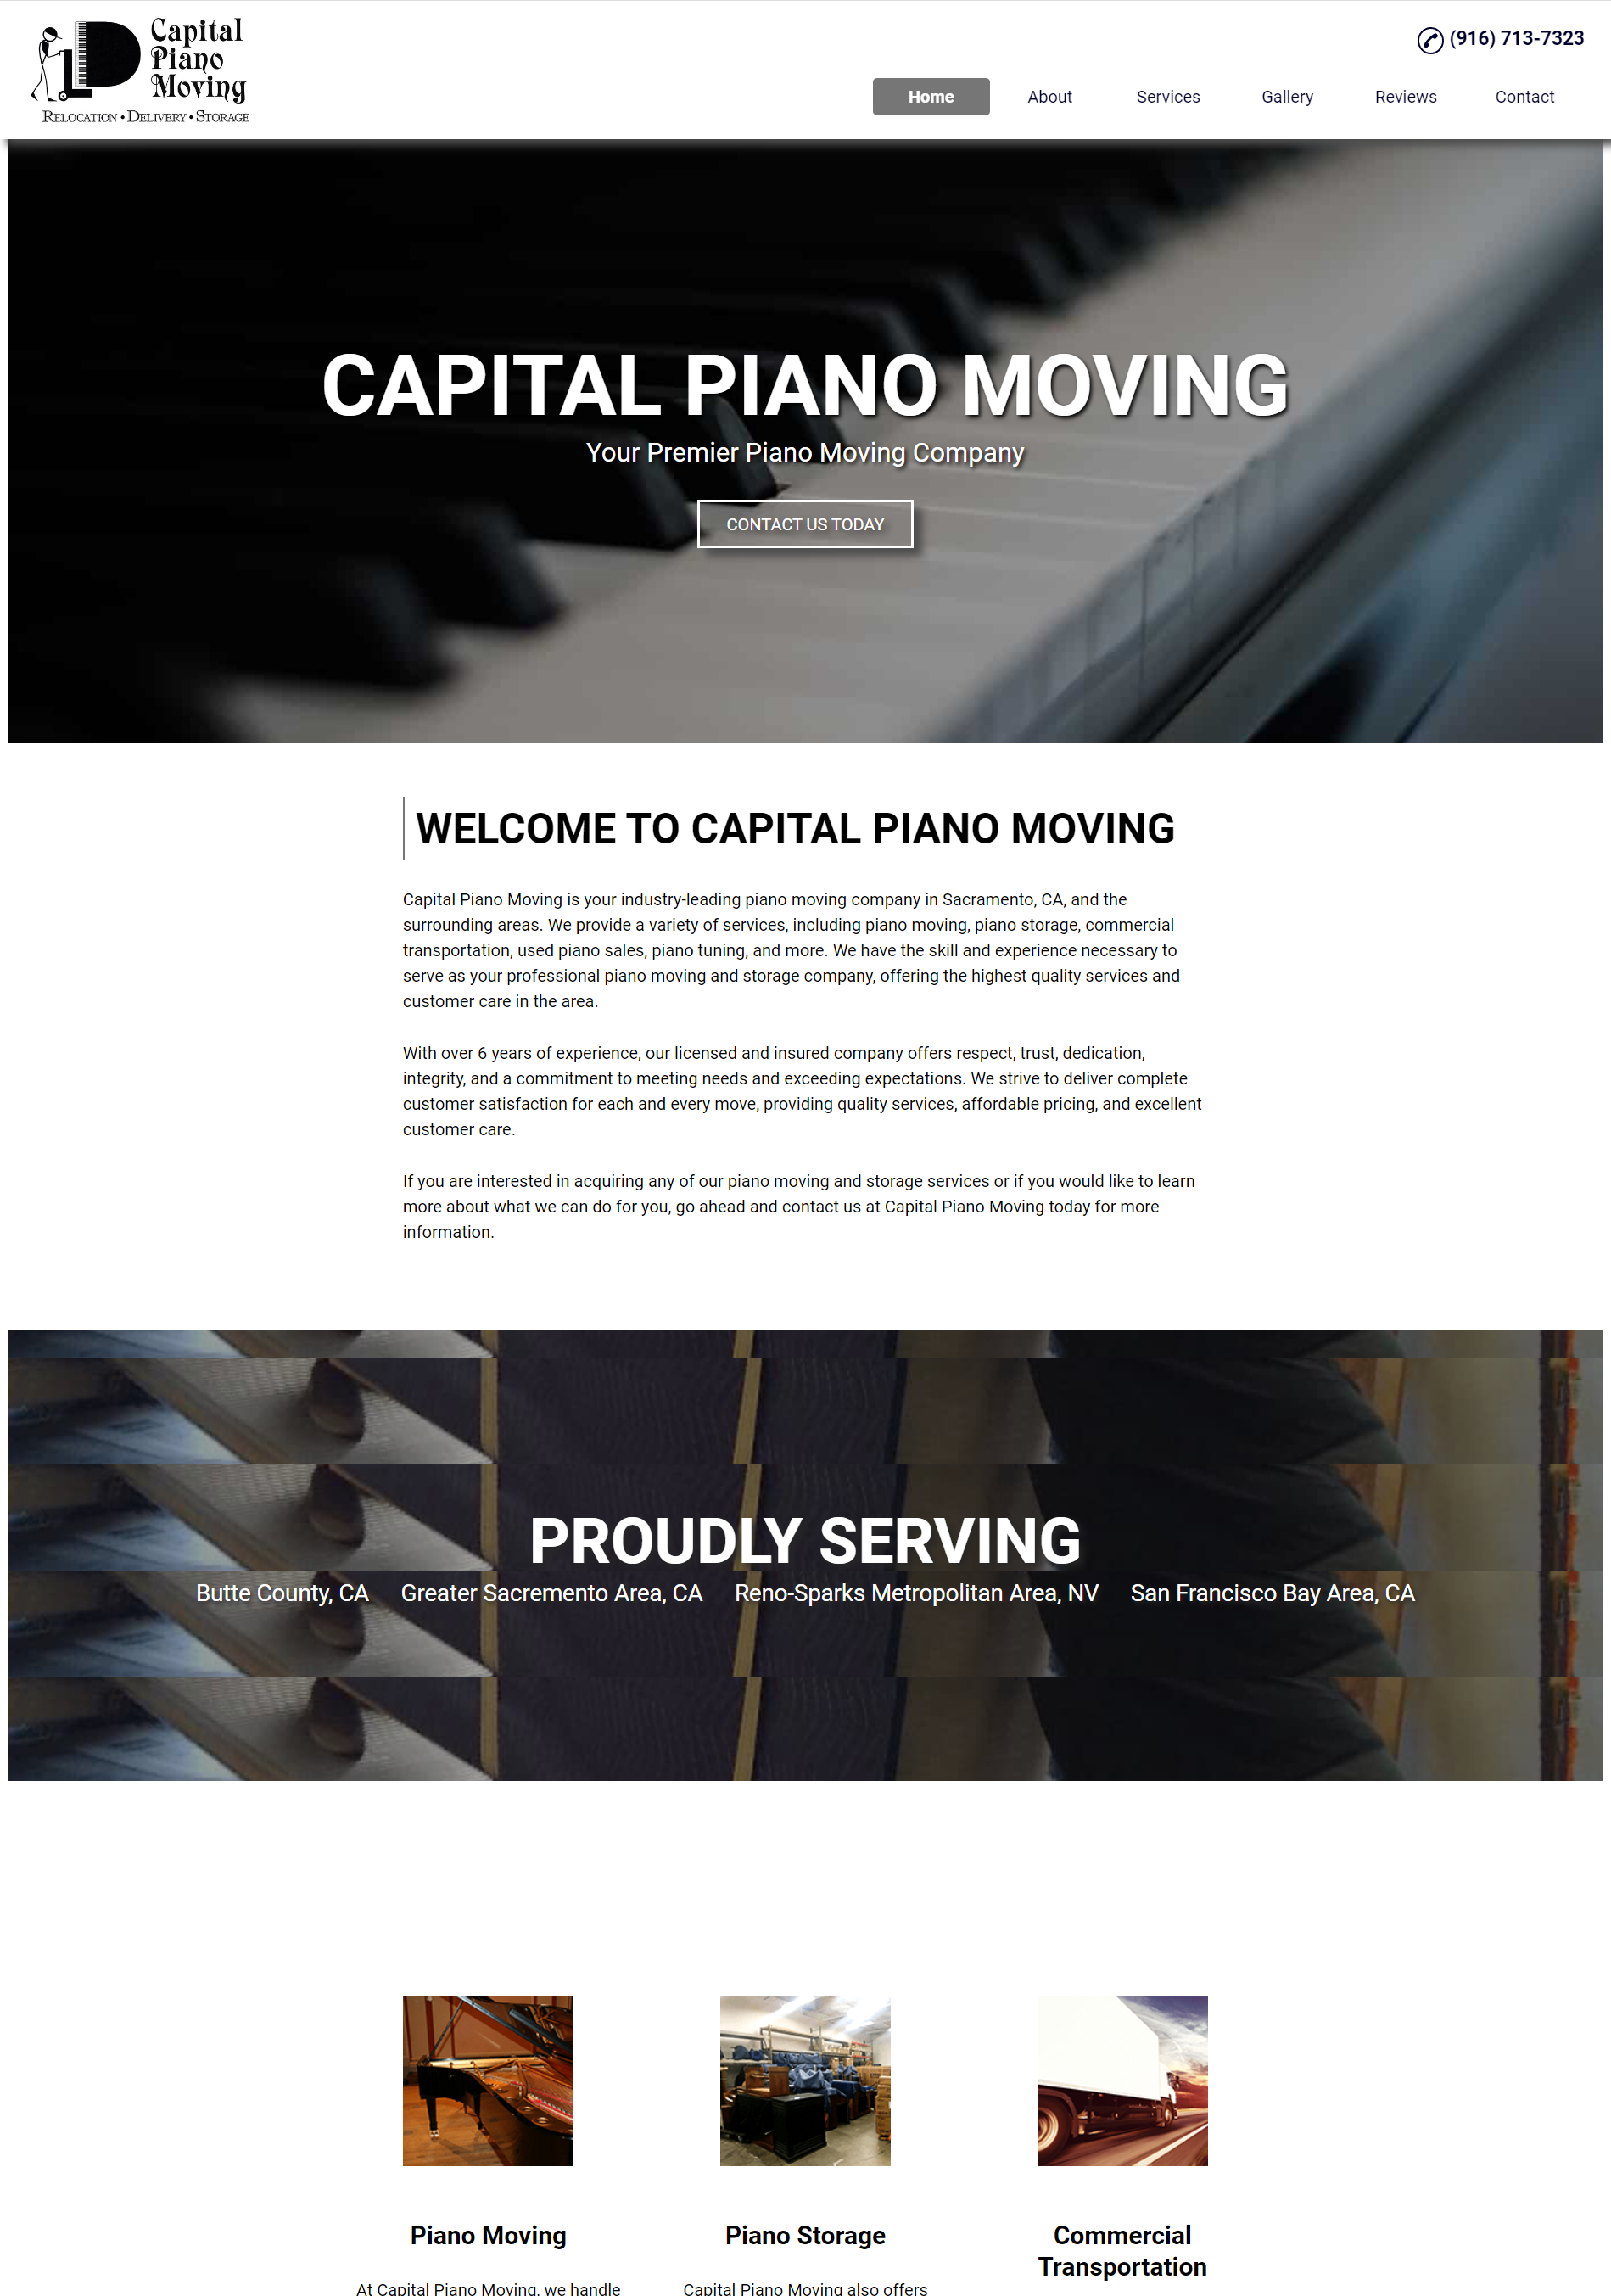 Capital
Piano
Moving
RELOCATION • DELIVERY • STORAGE
(916) 713-7323
Home About Services Gallery Reviews Contact
CAPITAL PIANO MOVING
Your Premier Piano Moving Company
CONTACT US TODAY
WELCOME TO CAPITAL PIANO MOVING
Capital Piano Moving is your industry-leading piano moving company in Sacramento, CA, and the
surrounding areas. We provide a variety of services, including piano moving, piano storage, commercial
transportation, used piano sales, piano tuning, and more. We have the skill and experience necessary to
serve as your professional piano moving and storage company, offering the highest quality services and
customer care in the area.
With over 6 years of experience, our licensed and insured company offers respect, trust, dedication,
integrity, and a commitment to meeting needs and exceeding expectations. We strive to deliver complete
customer satisfaction for each and every move, providing quality services, affordable pricing, and excellent
customer care.
If you are interested in acquiring any of our piano moving and storage services or if you would like to learn
more about what we can do for you, go ahead and contact us at Capital Piano Moving today for more
information.
PROUDLY SERVING
Butte County, CA Greater Sacremento Area, CA Reno-Sparks Metropolitan Area, NV San Francisco Bay Area, CA
Piano Moving
At Capital Piano Moving, we handle
Piano Storage
Capital Piano Moving also offers
Commercial
Transportation